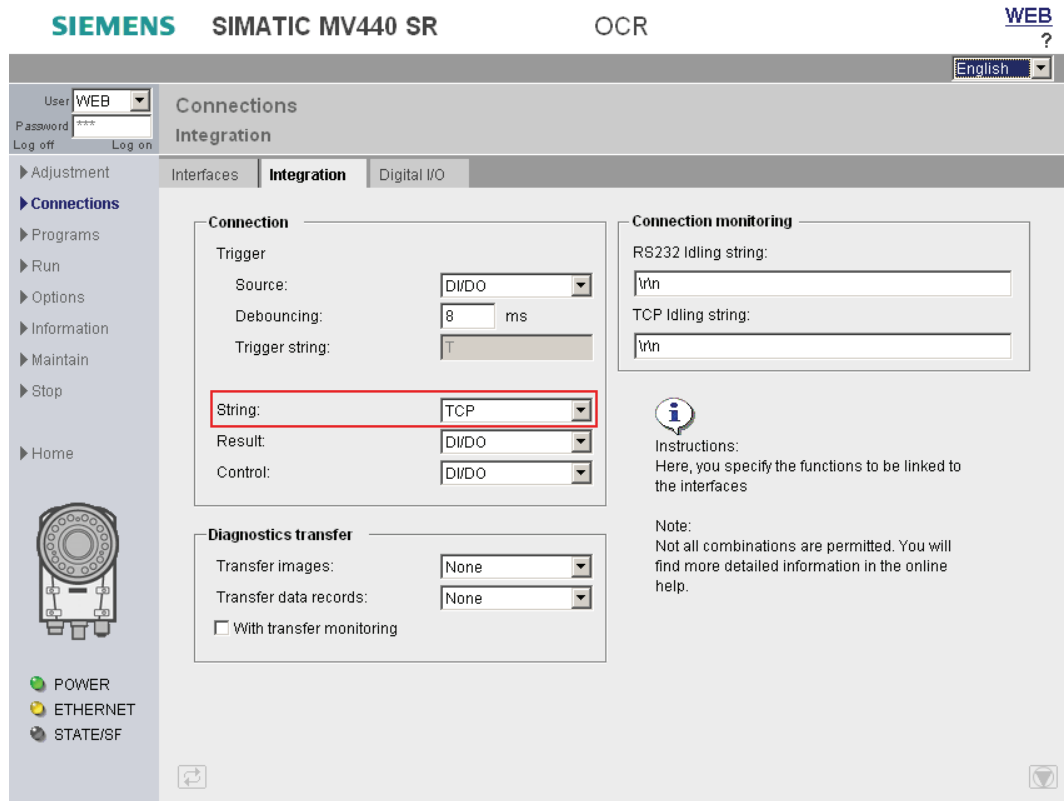 SIEMENS SIMATIC MV440 SR OCR WEB
?
English
User WEB
Password ***
Log off Log on
Connections
Integration
Adjustment
Connections
Programs
Run
Options
Information
Maintain
Stop
Home
POWER
ETHERNET
STATE/SF
Interfaces Integration Digital I/O
Connection
Trigger
Source: DI/DO
Debouncing: 8 ms
Trigger string: T
String: TCP
Result: DI/DO
Control: DI/DO
Diagnostics transfer
Transfer images: None
Transfer data records: None
With transfer monitoring
Connection monitoring
RS232 Idling string:
\r\n
TCP Idling string:
\r\n
Instructions:
Here, you specify the functions to be linked to
the interfaces
Note:
Not all combinations are permitted. You will
find more detailed information in the online
help.